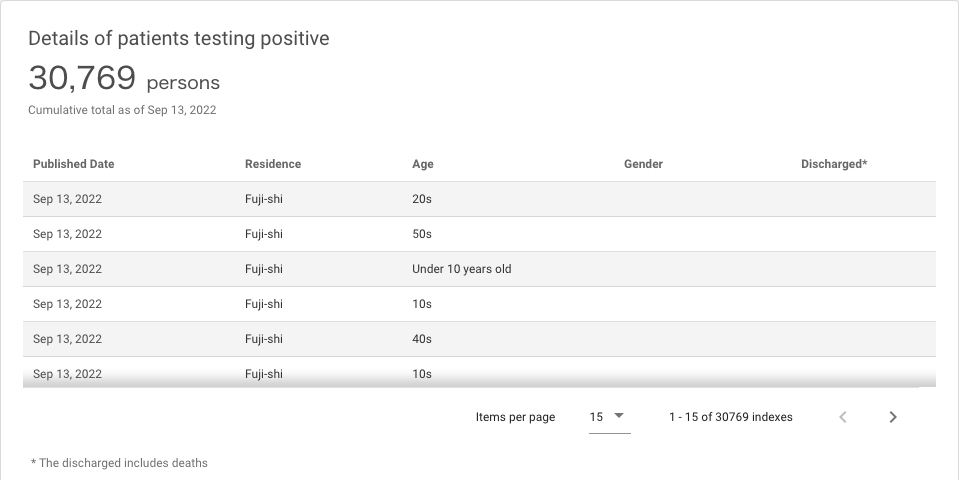 Details of patients testing positive
30,769 persons
Cumulative total as of Sep 13, 2022
Published Date Residence Age Gender Discharged*
Sep 13, 2022 Fuji-shi 20s
Sep 13, 2022 Fuji-shi 50s
Sep 13, 2022 Fuji-shi Under 10 years old
Sep 13, 2022 Fuji-shi 10s
Sep 13, 2022 Fuji-shi 40s
Sep 13, 2022 Fuji-shi 10s
Items per page 15 1 - 15 of 30769 indexes
* The discharged includes deaths